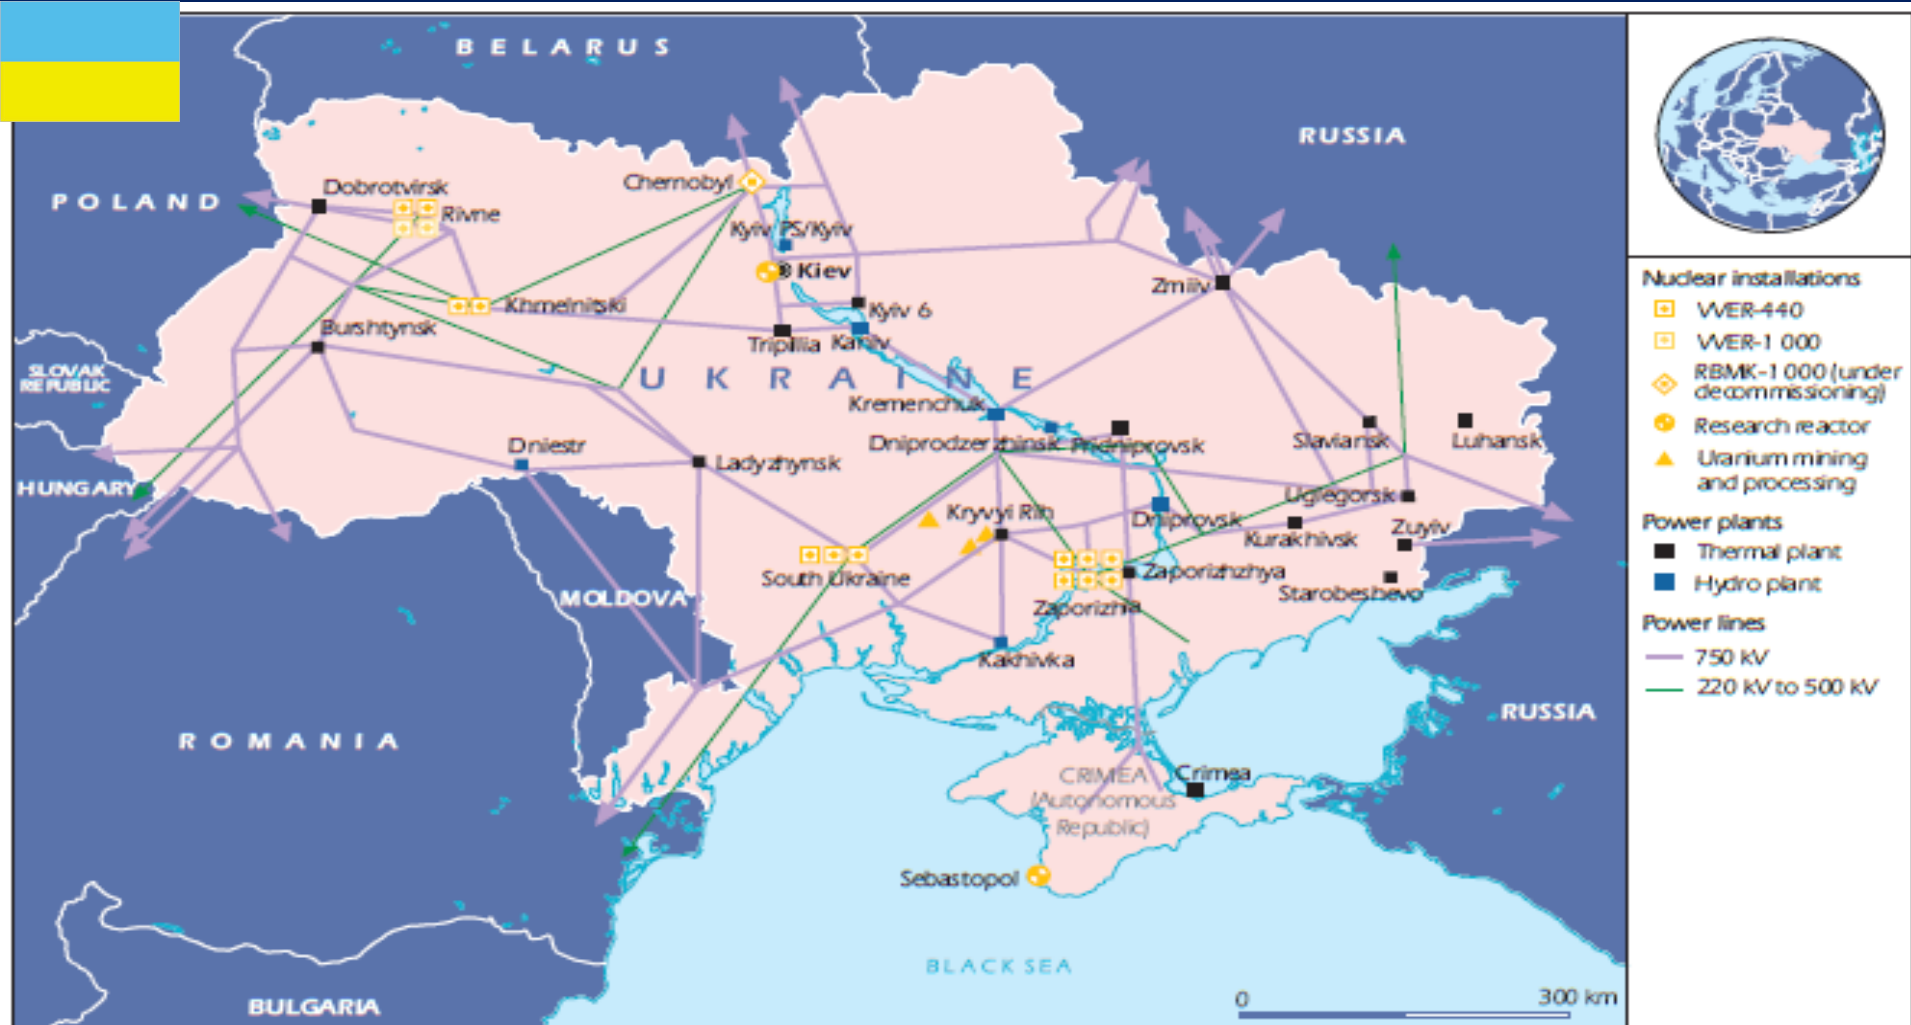 BELARUS
RUSSIA
POLAND
Dobrotvirsk
Rivne
Chernobyl
Kyiv PS/Kyiv
Kiev
Khmelnitski
Zmiiv
Kyiv 6
Burshtynsk
Tripillia
Kaniv
SLOVAK
REPUBLIC
UKRAINE
Kremenchuk
Dniprodzerzhinsk
Pridniprovsk
Slaviansk
Luhansk
Dniestr
Ladyzhynsk
HUNGARY
Uglegorsk
Kryvyi Rih
Dniprovsk
Kurakhivsk
Zuyiv
South Ukraine
Zaporizhzhya
Starobeshevo
MOLDOVA
Zaporizhia
Kakhivka
ROMANIA
RUSSIA
CRIMEA
(Autonomous
Republic)
Crimea
Sebastopol
BLACK SEA
BULGARIA
0
300 km
Nuclear installations
VVER-440
VVER-1 000
RBMK-1 000 (under
decommissioning)
Research reactor
Uranium mining
and processing
Power plants
Thermal plant
Hydro plant
Power lines
750 kV
220 kV to 500 kV